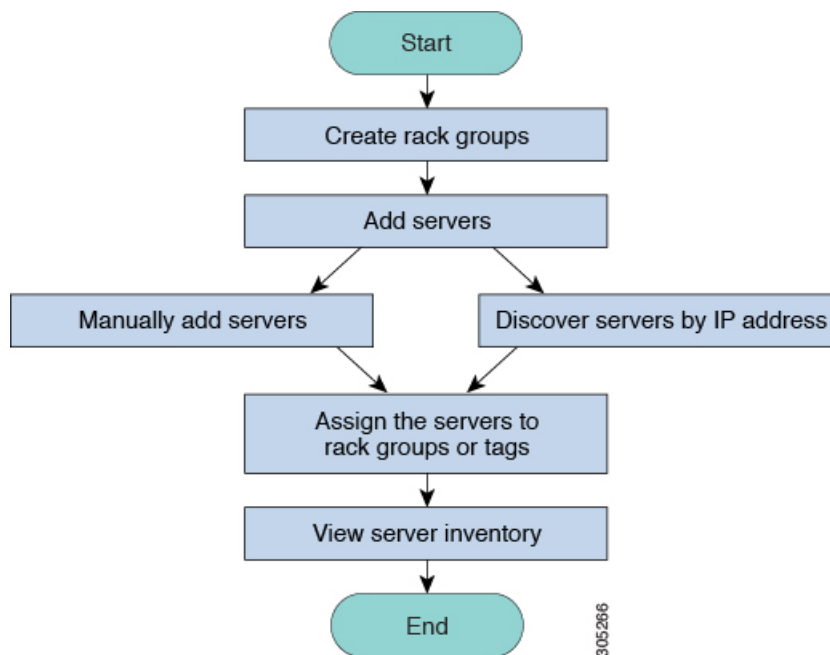 Start
Create rack groups
Add servers
Manually add servers
Discover servers by IP address
Assign the servers to
rack groups or tags
View server inventory
End
305266